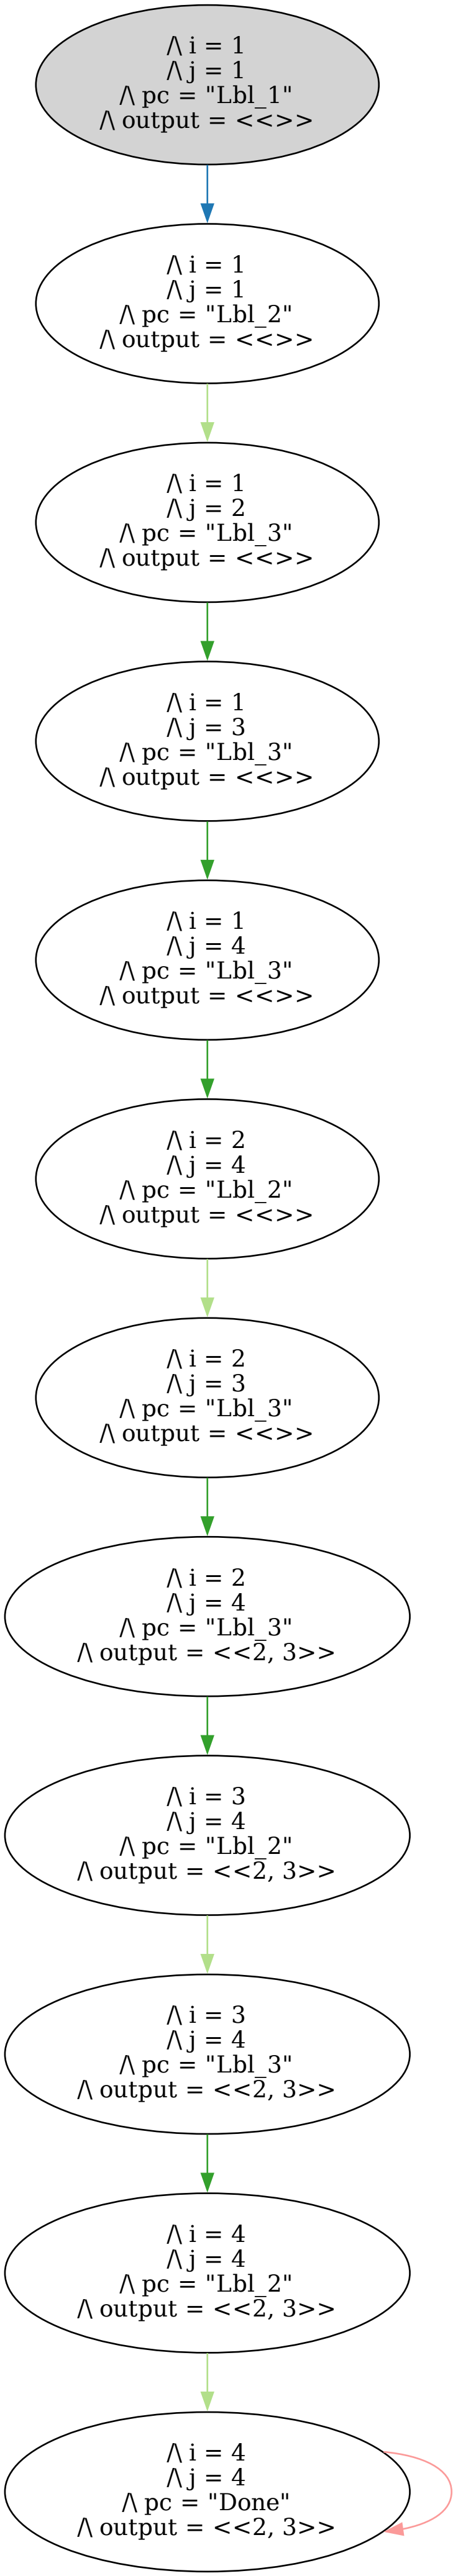 /\ i = 1
/\ j = 1
/\ pc = "Lbl_1"
/\ output = <<>>
/\ i = 1
/\ j = 1
/\ pc = "Lbl_2"
/\ output = <<>>
/\ i = 1
/\ j = 2
/\ pc = "Lbl_3"
/\ output = <<>>
/\ i = 1
/\ j = 3
/\ pc = "Lbl_3"
/\ output = <<>>
/\ i = 1
/\ j = 4
/\ pc = "Lbl_3"
/\ output = <<>>
/\ i = 2
/\ j = 4
/\ pc = "Lbl_2"
/\ output = <<>>
/\ i = 2
/\ j = 3
/\ pc = "Lbl_3"
/\ output = <<>>
/\ i = 2
/\ j = 4
/\ pc = "Lbl_3"
/\ output = <<2, 3>>
/\ i = 3
/\ j = 4
/\ pc = "Lbl_2"
/\ output = <<2, 3>>
/\ i = 3
/\ j = 4
/\ pc = "Lbl_3"
/\ output = <<2, 3>>
/\ i = 4
/\ j = 4
/\ pc = "Lbl_2"
/\ output = <<2, 3>>
/\ i = 4
/\ j = 4
/\ pc = "Done"
/\ output = <<2, 3>>